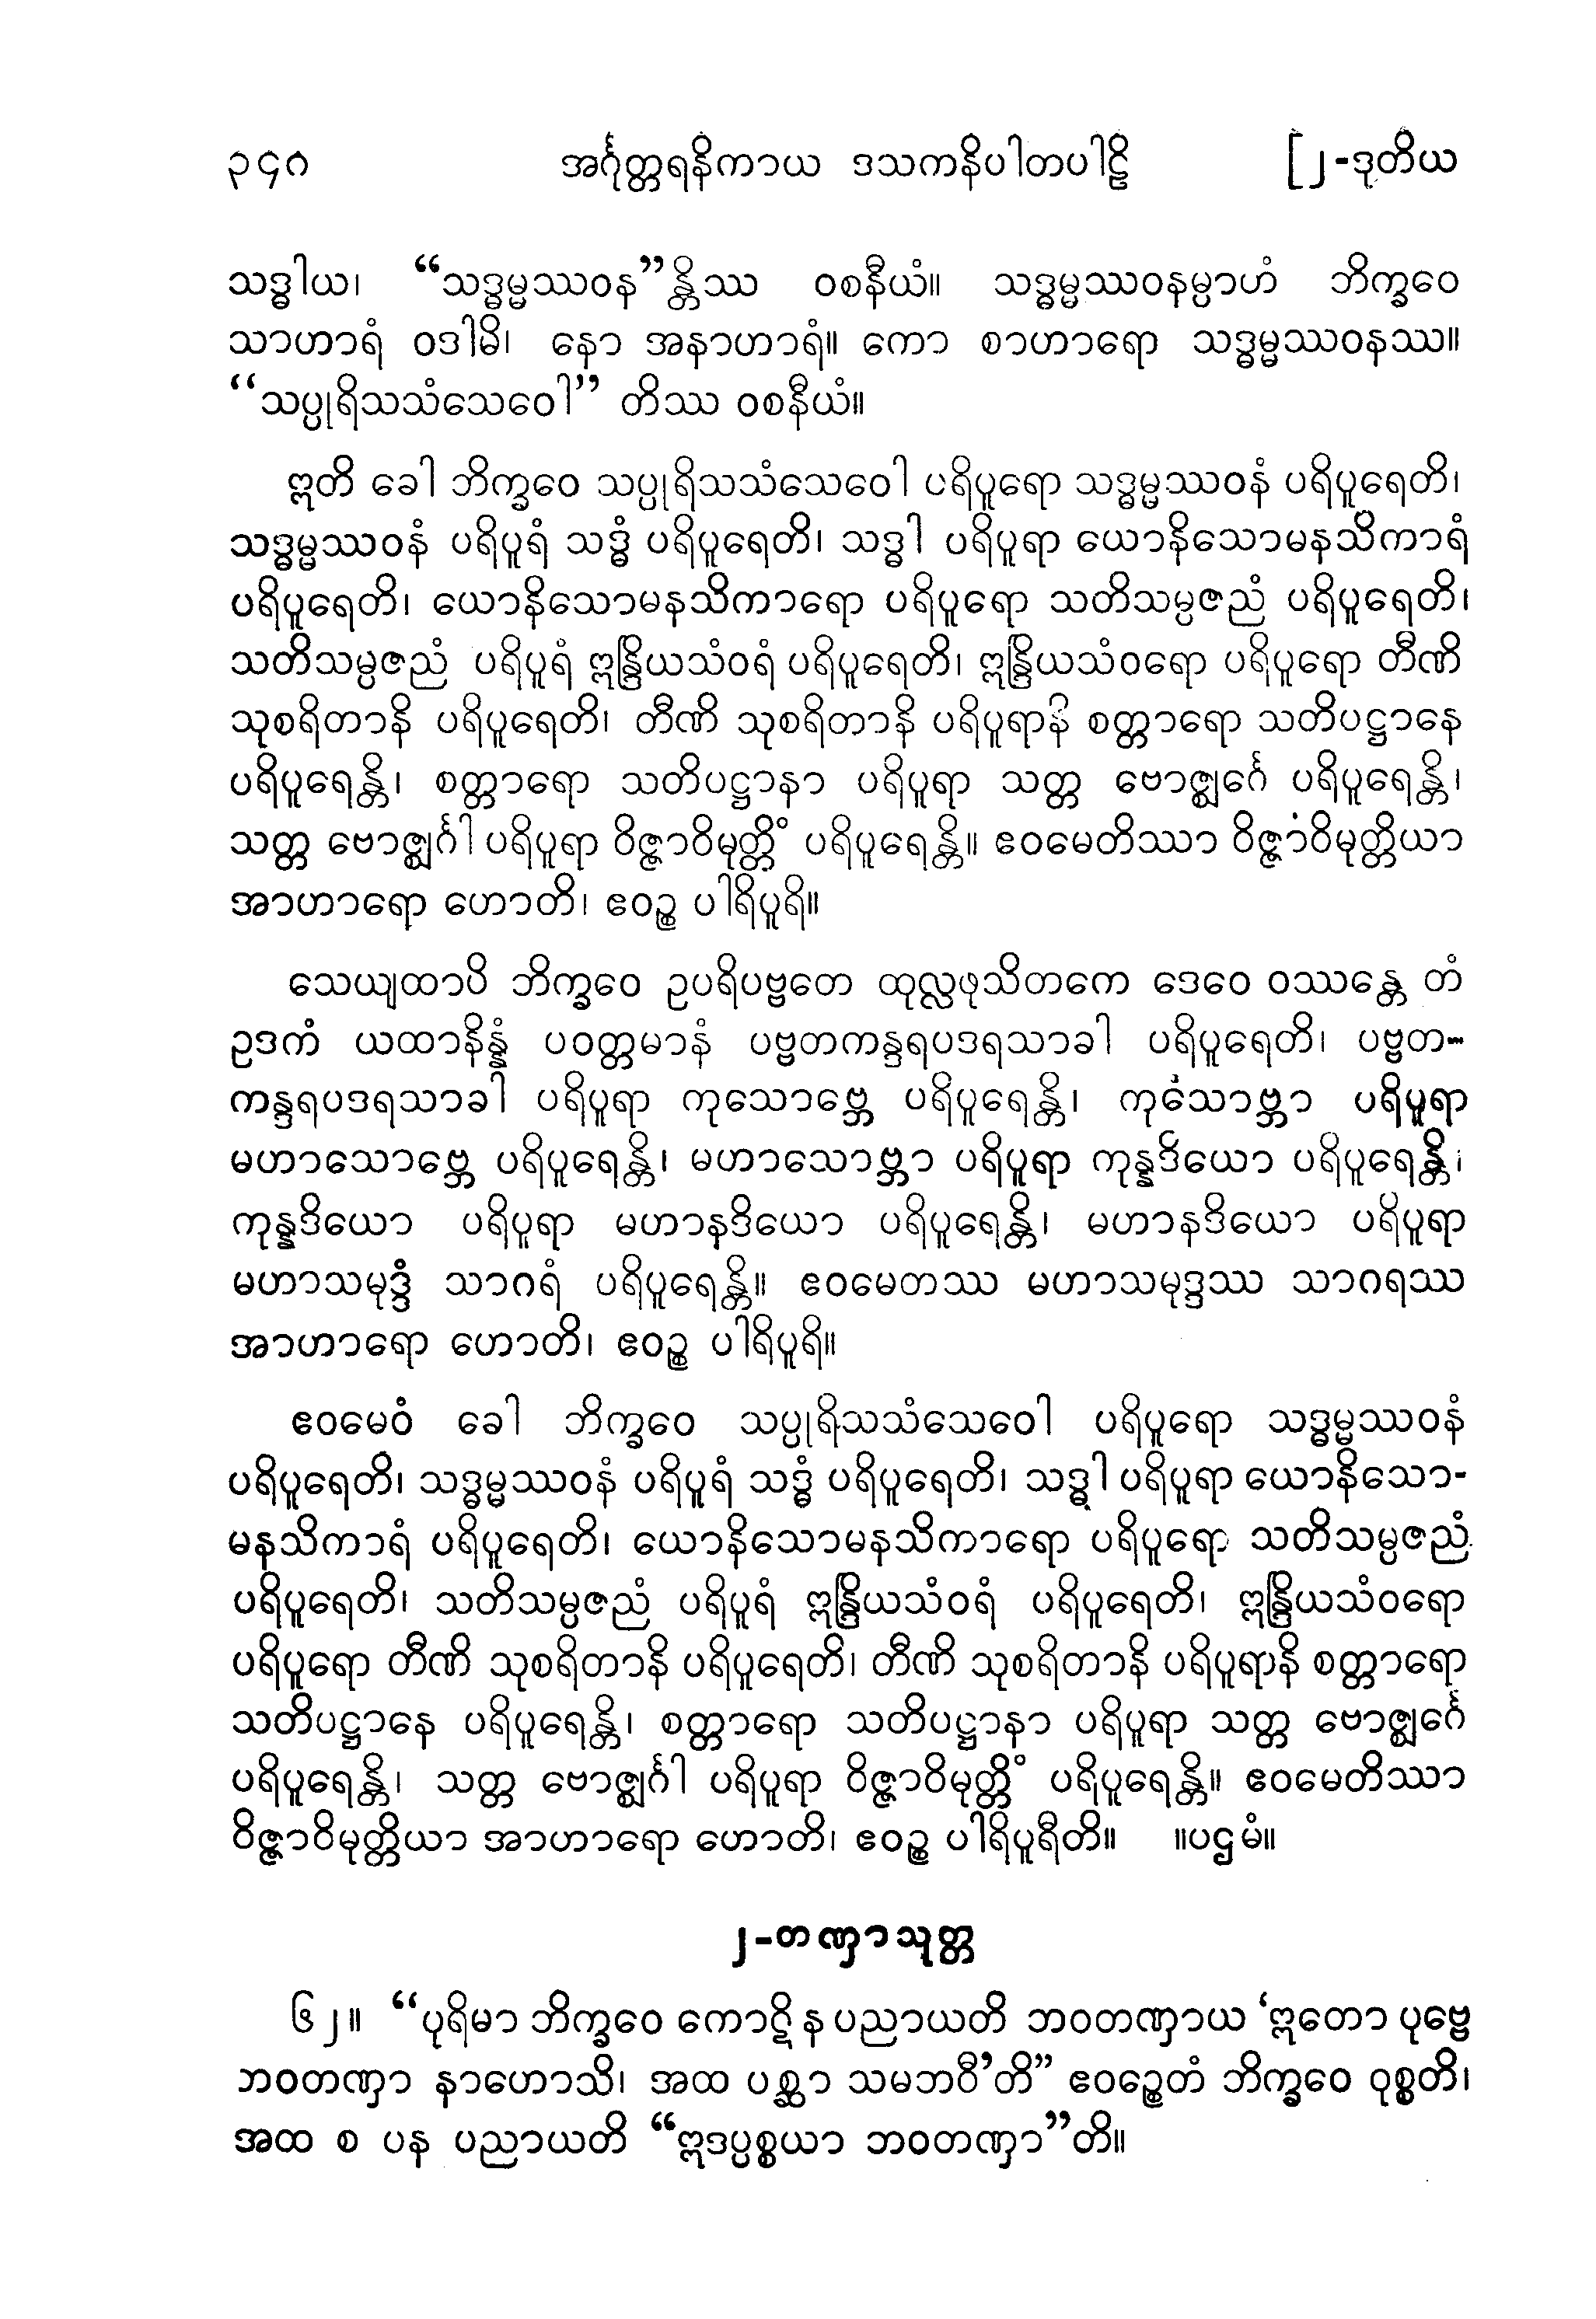 ၃၄၈ အင်္ဂုတ္တရနိကာယ ဒသကနိပါတပါဠိ [၂-ဒုတိယ
သဒ္ဓါယ၊ “သဒ္ဓမ္မဿဝန”န္တိဿ ဝစနီယံ။ သဒ္ဓမ္မဿဝနမ္ပာဟံ ဘိက္ခဝေ
သာဟာရံ ဝဒါမိ၊ နော အနာဟာရံ။ ကော စာဟာရော သဒ္ဓမ္မဿဝနဿ။
“သပ္ပုရိသသံသေဝေါ” တိဿ ဝစနီယံ။
ဣတိ ခေါ ဘိက္ခဝေ သပ္ပုရိသသံသေဝေါ ပရိပူရော သဒ္ဓမ္မဿဝနံ ပရိပူရေတိ၊
သဒ္ဓမ္မဿဝနံ ပရိပူရံ သဒ္ဓံ ပရိပူရေတိ၊ သဒ္ဓါ ပရိပူရာ ယောနိသောမနသိကာရံ
ပရိပူရေတိ၊ ယောနိသောမနသိကာရော ပရိပူရော သတိသမ္ပဇညံ ပရိပူရေတိ၊
သတိသမ္ပဇညံ ပရိပူရံ ဣန္ဒြိယသံဝရံ ပရိပူရေတိ၊ ဣန္ဒြိယသံဝရော ပရိပူရော တီဏိ
သုစရိတာနိ ပရိပူရေတိ၊ တီဏိ သုစရိတာနိ ပရိပူရာနိ စတ္တာရော သတိပဋ္ဌာနေ
ပရိပူရေန္တိ၊ စတ္တာရော သတိပဋ္ဌာနာ ပရိပူရာ သတ္တ ဗောဇ္ဈင်္ဂေ ပရိပူရေန္တိ၊
သတ္တ ဗောဇ္ဈင်္ဂါ ပရိပူရာ ဝိဇ္ဇာဝိမုတ္တိံ ပရိပူရေန္တိ။ ဧဝမေတိဿာ ဝိဇ္ဇာဝိမုတ္တိယာ
အာဟာရော ဟောတိ၊ ဧဝဉ္စ ပါရိပူရိ။
သေယျထာပိ ဘိက္ခဝေ ဥပရိပဗ္ဗတေ ထုလ္လဖုသိတကေ ဒေဝေ ဝဿန္တေ တံ
ဥဒကံ ယထာနိန္နံ ပဝတ္တမာနံ ပဗ္ဗတကန္ဒရပဒရသာခါ ပရိပူရေတိ၊ ပဗ္ဗတ-
ကန္ဒရပဒရသာခါ ပရိပူရာ ကုသောဗ္ဘေ ပရိပူရေန္တိ၊ ကုသောဗ္ဘာ ပရိပူရာ
မဟာသောဗ္ဘေ ပရိပူရေန္တိ၊ မဟာသောဗ္ဘာ ပရိပူရာ ကုန္နဒိယော ပရိပူရေန္တိ၊
ကုန္နဒိယော ပရိပူရာ မဟာနဒိယော ပရိပူရေန္တိ၊ မဟာနဒိယော ပရိပူရာ
မဟာသမုဒ္ဒံ သာဂရံ ပရိပူရေန္တိ။ ဧဝမေတဿ မဟာသမုဒ္ဒဿ သာဂရဿ
အာဟာရော ဟောတိ၊ ဧဝဉ္စ ပါရိပူရိ။
ဧဝမေဝံ ခေါ ဘိက္ခဝေ သပ္ပုရိသသံသေဝေါ ပရိပူရော သဒ္ဓမ္မဿဝနံ
ပရိပူရေတိ၊ သဒ္ဓမ္မဿဝနံ ပရိပူရံ သဒ္ဓံ ပရိပူရေတိ၊ သဒ္ဓါ ပရိပူရာ ယောနိသော-
မနသိကာရံ ပရိပူရေတိ၊ ယောနိသောမနသိကာရော ပရိပူရော သတိသမ္ပဇညံ
ပရိပူရေတိ၊ သတိသမ္ပဇညံ ပရိပူရံ ဣန္ဒြိယသံဝရံ ပရိပူရေတိ၊ ဣန္ဒြိယသံဝရော
ပရိပူရော တီဏိ သုစရိတာနိ ပရိပူရေတိ၊ တီဏိ သုစရိတာနိ ပရိပူရာနိ စတ္တာရော
သတိပဋ္ဌာနေ ပရိပူရေန္တိ၊ စတ္တာရော သတိပဋ္ဌာနာ ပရိပူရာ သတ္တ ဗောဇ္ဈင်္ဂေ
ပရိပူရေန္တိ၊ သတ္တ ဗောဇ္ဈင်္ဂါ ပရိပူရာ ဝိဇ္ဇာဝိမုတ္တိံ ပရိပူရေန္တိ။ ဧဝမေတိဿာ
ဝိဇ္ဇာဝိမုတ္တိယာ အာဟာရော ဟောတိ၊ ဧဝဉ္စ ပါရိပူရီတိ။ ။ပဌမံ။
၂-တဏှာသုတ္တ
၆၂။ “ပုရိမာ ဘိက္ခဝေ ကောဋိ န ပညာယတိ ဘဝတဏှာယ ‘ဣတော ပုဗ္ဗေ
ဘဝတဏှာ နာဟောသိ၊ အထ ပစ္ဆာ သမဘဝီ’တိ” ဧဝဉ္စေတံ ဘိက္ခဝေ ဝုစ္စတိ၊
အထ စ ပန ပညာယတိ “ဣဒပ္ပစ္စယာ ဘဝတဏှာ”တိ။